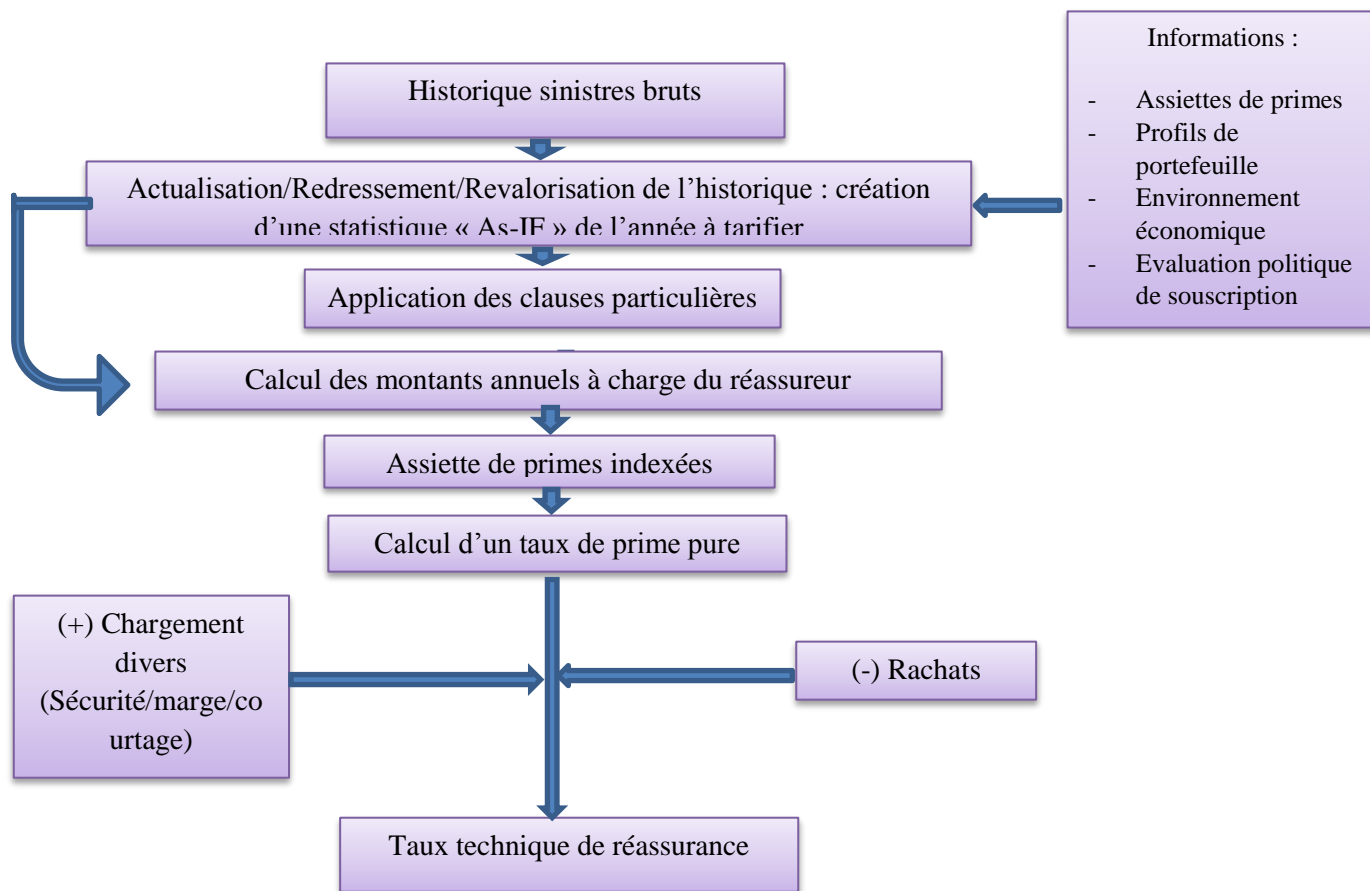 Historique sinistres bruts
Informations :
- Assiettes de primes
- Profils de
portefeuille
- Environnement
économique
- Evaluation politique
de souscription
Actualisation/Redressement/Revalorisation de l’historique : création
d’une statistique « As-IF » de l’année à tarifier
Application des clauses particulières
Calcul des montants annuels à charge du réassureur
Assiette de primes indexées
Calcul d’un taux de prime pure
(+) Chargement
divers
(Sécurité/marge/co
urtage)
(-) Rachats
Taux technique de réassurance